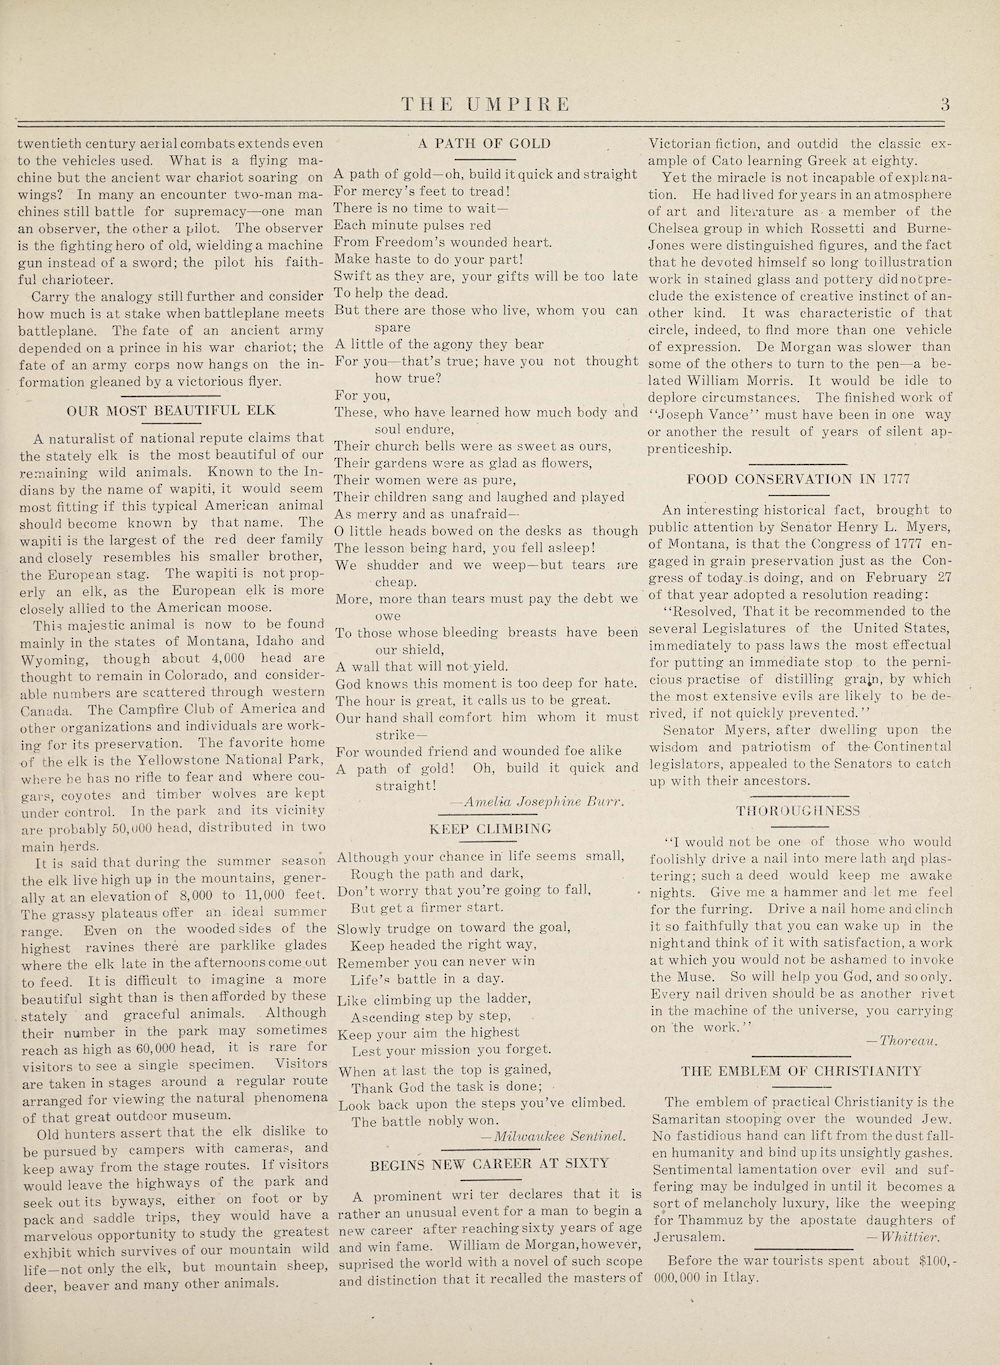 THE UMPIRE 3
twentieth century aerial combats extends even
to the vehicles used. What is a flying ma-
chine but the ancient war chariot soaring on
wings? In many an encounter two-man ma-
chines still battle for supremacy—one man
an observer, the other a pilot. The observer
is the fighting hero of old, wielding a machine
gun instead of a sword; the pilot his faith-
ful charioteer.
Carry the analogy still further and consider
how much is at stake when battleplane meets
battleplane. The fate of an ancient army
depended on a prince in his war chariot; the
fate of an army corps now hangs on the in-
formation gleaned by a victorious flyer.
OUR MOST BEAUTIFUL ELK
A naturalist of national repute claims that
the stately elk is the most beautiful of our
remaining wild animals. Known to the In-
dians by the name of wapiti, it would seem
most fitting if this typical American animal
should become known by that name. The
wapiti is the largest of the red deer family
and closely resembles his smaller brother,
the European stag. The wapiti is not prop-
erly an elk, as the European elk is more
closely allied to the American moose.
This majestic animal is now to be found
mainly in the states of Montana, Idaho and
Wyoming, though about 4,000 head are
thought to remain in Colorado, and consider-
able numbers are scattered through western
Canada. The Campfire Club of America and
other organizations and individuals are work-
ing for its preservation. The favorite home
of the elk is the Yellowstone National Park,
where he has no rifle to fear and where cou-
gars, coyotes and timber wolves are kept
under control. In the park and its vicinity
are probably 50,000 head, distributed in two
main herds.
It is said that during the summer season
the elk live high up in the mountains, gener-
ally at an elevation of 8,000 to 11,000 feet.
The grassy plateaus offer an ideal summer
range. Even on the wooded sides of the
highest ravines there are parklike glades
where the elk late in the afternoons come out
to feed. It is difficult to imagine a more
beautiful sight than is then afforded by these
stately and graceful animals. Although
their number in the park may sometimes
reach as high as 60,000 head, it is rare for
visitors to see a single specimen. Visitors
are taken in stages around a regular route
arranged for viewing the natural phenomena
of that great outdoor museum.
Old hunters assert that the elk dislike to
be pursued by campers with cameras, and
keep away from the stage routes. If visitors
would leave the highways of the park and
seek out its byways, either on foot or by
pack and saddle trips, they would have a
marvelous opportunity to study the greatest
exhibit which survives of our mountain wild
life—not only the elk, but mountain sheep,
deer, beaver and many other animals.
A PATH OF GOLD
A path of gold—oh, build it quick and straight
For mercy's feet to tread!
There is no time to wait—
Each minute pulses red
From Freedom's wounded heart.
Make haste to do your part!
Swift as they are, your gifts will be too late
To help the dead.
But there are those who live, whom you can
spare
A little of the agony they bear
For you—that's true; have you not thought
how true?
For you,
These, who have learned how much body and
soul endure,
Their church bells were as sweet as ours,
Their gardens were as glad as flowers,
Their women were as pure,
Their children sang and laughed and played
As merry and as unafraid—
O little heads bowed on the desks as though
The lesson being hard, you fell asleep!
We shudder and we weep—but tears are
cheap.
More, more than tears must pay the debt we
owe
To those whose bleeding breasts have been
our shield,
A wall that will not yield.
God knows this moment is too deep for hate.
The hour is great, it calls us to be great.
Our hand shall comfort him whom it must
strike—
For wounded friend and wounded foe alike
A path of gold! Oh, build it quick and
straight!
—Amelia Josephine Burr.
KEEP CLIMBING
Although your chance in life seems small,
Rough the path and dark,
Don't worry that you're going to fall,
But get a firmer start.
Slowly trudge on toward the goal,
Keep headed the right way,
Remember you can never win
Life's battle in a day.
Like climbing up the ladder,
Ascending step by step,
Keep your aim the highest
Lest your mission you forget.
When at last the top is gained,
Thank God the task is done;
Look back upon the steps you've climbed.
The battle nobly won.
—Milwaukee Sentinel.
BEGINS NEW CAREER AT SIXTY
A prominent wri ter declares that it is
rather an unusual event for a man to begin a
new career after reaching sixty years of age
and win fame. William de Morgan, however,
suprised the world with a novel of such scope
and distinction that it recalled the masters of
Victorian fiction, and outdid the classic ex-
ample of Cato learning Greek at eighty.
Yet the miracle is not incapable of explana-
tion. He had lived for years in an atmosphere
of art and literature as a member of the
Chelsea group in which Rossetti and Burne-
Jones were distinguished figures, and the fact
that he devoted himself so long to illustration
work in stained glass and pottery did not pre-
clude the existence of creative instinct of an-
other kind. It was characteristic of that
circle, indeed, to find more than one vehicle
of expression. De Morgan was slower than
some of the others to turn to the pen—a be-
lated William Morris. It would be idle to
deplore circumstances. The finished work of
"Joseph Vance" must have been in one way
or another the result of years of silent ap-
prenticeship.
FOOD CONSERVATION IN 1777
An interesting historical fact, brought to
public attention by Senator Henry L. Myers,
of Montana, is that the Congress of 1777 en-
gaged in grain preservation just as the Con-
gress of today is doing, and on February 27
of that year adopted a resolution reading:
"Resolved, That it be recommended to the
several Legislatures of the United States,
immediately to pass laws the most effectual
for putting an immediate stop to the perni-
cious practise of distilling grain, by which
the most extensive evils are likely to be de-
rived, if not quickly prevented."
Senator Myers, after dwelling upon the
wisdom and patriotism of the Continental
legislators, appealed to the Senators to catch
up with their ancestors.
THOROUGHNESS
"I would not be one of those who would
foolishly drive a nail into mere lath and plas-
tering; such a deed would keep me awake
nights. Give me a hammer and let me feel
for the furring. Drive a nail home and clinch
it so faithfully that you can wake up in the
night and think of it with satisfaction, a work
at which you would not be ashamed to invoke
the Muse. So will help you God, and so only.
Every nail driven should be as another rivet
in the machine of the universe, you carrying
on the work."
—Thoreau.
THE EMBLEM OF CHRISTIANITY
The emblem of practical Christianity is the
Samaritan stooping over the wounded Jew.
No fastidious hand can lift from the dust fall-
en humanity and bind up its unsightly gashes.
Sentimental lamentation over evil and suf-
fering may be indulged in until it becomes a
sort of melancholy luxury, like the weeping
for Thammuz by the apostate daughters of
Jerusalem. —Whittier.
Before the war tourists spent about $100,-
000,000 in Itlay.